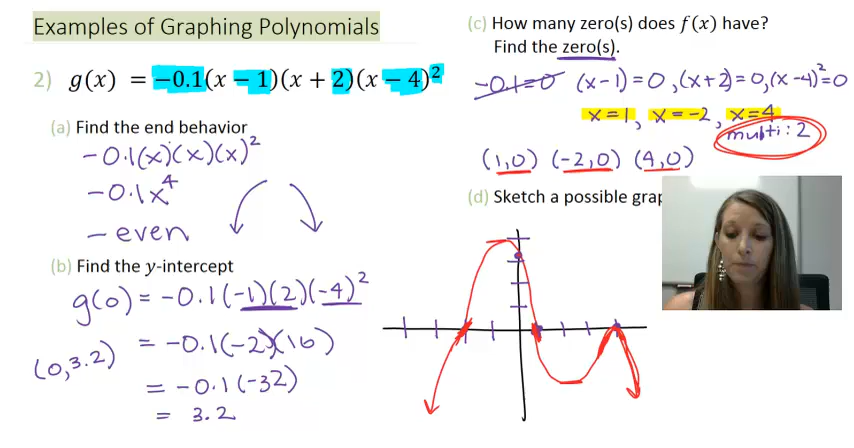 Examples of Graphing Polynomials
2) g(x) = −0.1(x − 1)(x + 2)(x − 4)²
(a) Find the end behavior
-0.1(x)(x)(x)²
-0.1x⁴
- even
(b) Find the y-intercept
g(0) = -0.1(-1)(2)(-4)²
= -0.1(-2)(16)
(0,3.2)
= -0.1(-32)
= 3.2
(c) How many zero(s) does f(x) have?
Find the zero(s).
-0.1=0 (x-1)=0, (x+2)=0, (x-4)²=0
x=1, x=-2, x=4
multi: 2
(1,0) (-2,0) (4,0)
(d) Sketch a possible